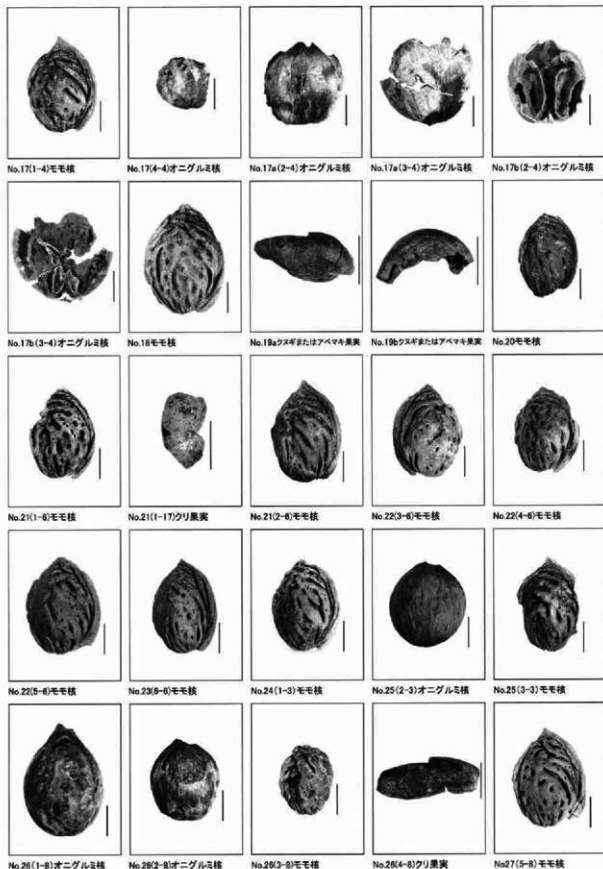 No.17(1-4)モモ核
No.17(4-4)オニグルミ核
No.17a(2-4)オニグルミ核
No.17a(3-4)オニグルミ核
No.17b(2-4)オニグルミ核
No.17b(3-4)オニグルミ核
No.18モモ核
No.19aクヌギまたはアベマキ果実
No.19bクヌギまたはアベマキ果実
No.20モモ核
No.21(1-6)モモ核
No.21(1-17)クリ果実
No.21(2-6)モモ核
No.22(3-6)モモ核
No.22(4-6)モモ核
No.22(5-6)モモ核
No.23(6-6)モモ核
No.24(1-3)モモ核
No.25(2-3)オニグルミ核
No.25(3-3)モモ核
No.26(1-8)オニグルミ核
No.26(2-8)オニグルミ核
No.26(3-8)モモ核
No.26(4-8)クリ果実
No27(5-8)モモ核